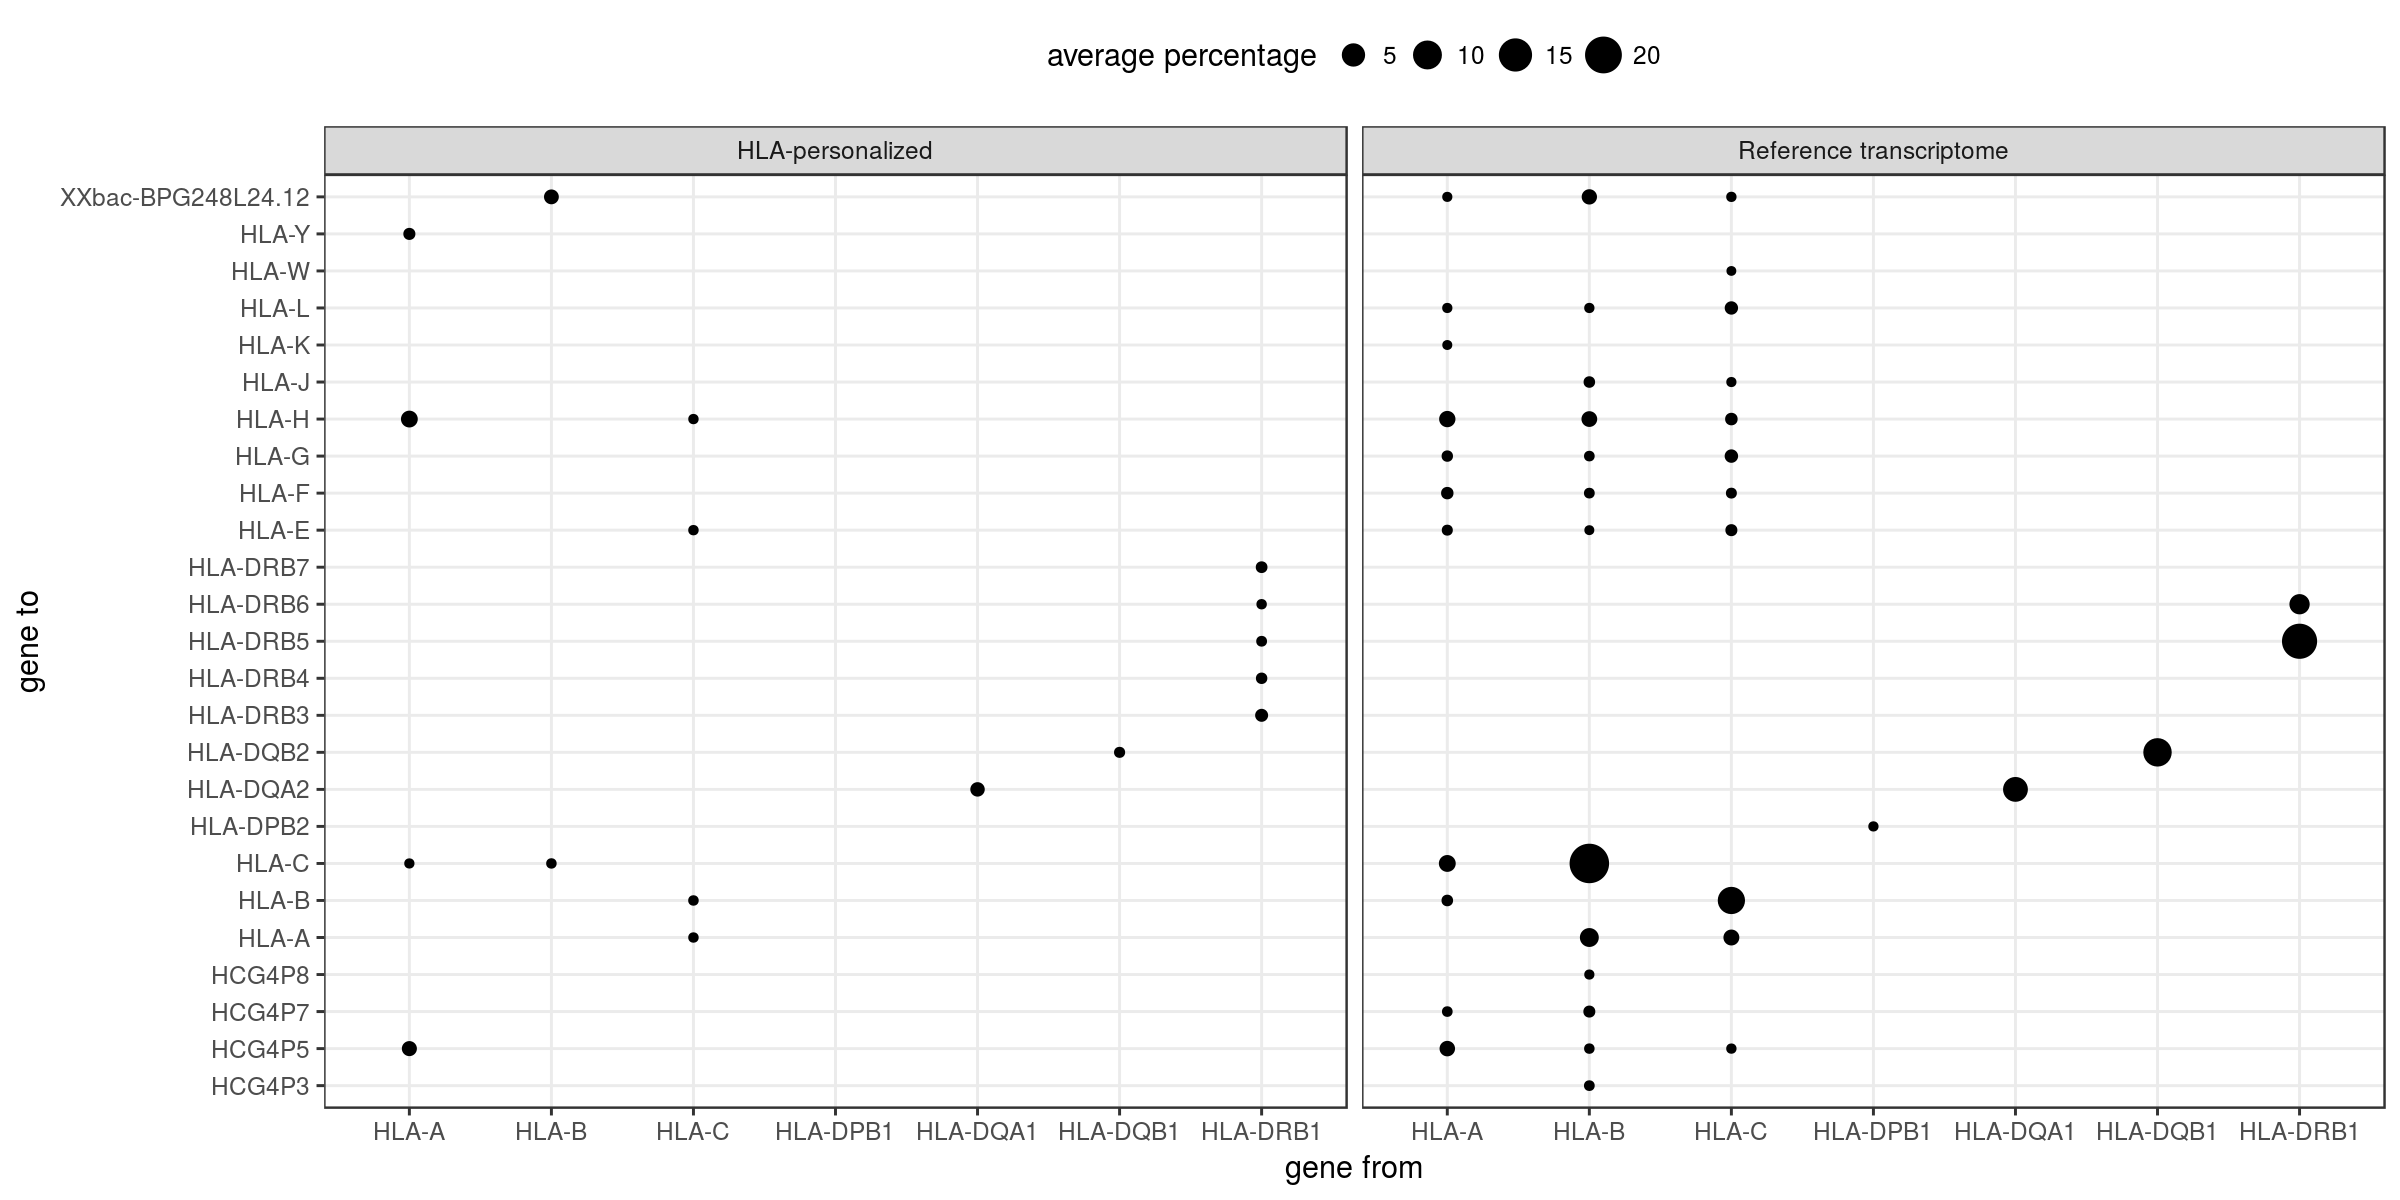 average percentage 5 10 15 20
HLA-personalized Reference transcriptome
XXbac-BPG248L24.12
HLA-Y
HLA-W
HLA-L
HLA-K
HLA-J
HLA-H
HLA-G
HLA-F
HLA-E
HLA-DRB7
HLA-DRB6
HLA-DRB5
HLA-DRB4
HLA-DRB3
HLA-DQB2
HLA-DQA2
HLA-DPB2
HLA-C
HLA-B
HLA-A
HCG4P8
HCG4P7
HCG4P5
HCG4P3
gene to
HLA-A HLA-B HLA-C HLA-DPB1 HLA-DQA1 HLA-DQB1 HLA-DRB1 HLA-A HLA-B HLA-C HLA-DPB1 HLA-DQA1 HLA-DQB1 HLA-DRB1
gene from